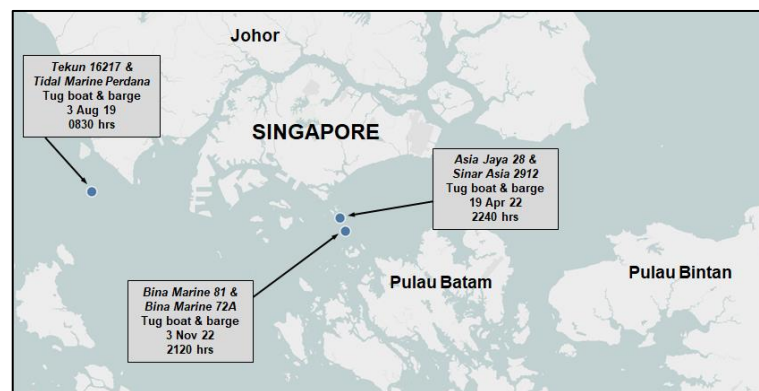 Johor
Tekun 16217 &
Tidal Marine Perdana
Tug boat & barge
3 Aug 19
0830 hrs
SINGAPORE
Asia Jaya 28 &
Sinar Asia 2912
Tug boat & barge
19 Apr 22
2240 hrs
Bina Marine 81 &
Bina Marine 72A
Tug boat & barge
3 Nov 22
2120 hrs
Pulau Batam
Pulau Bintan